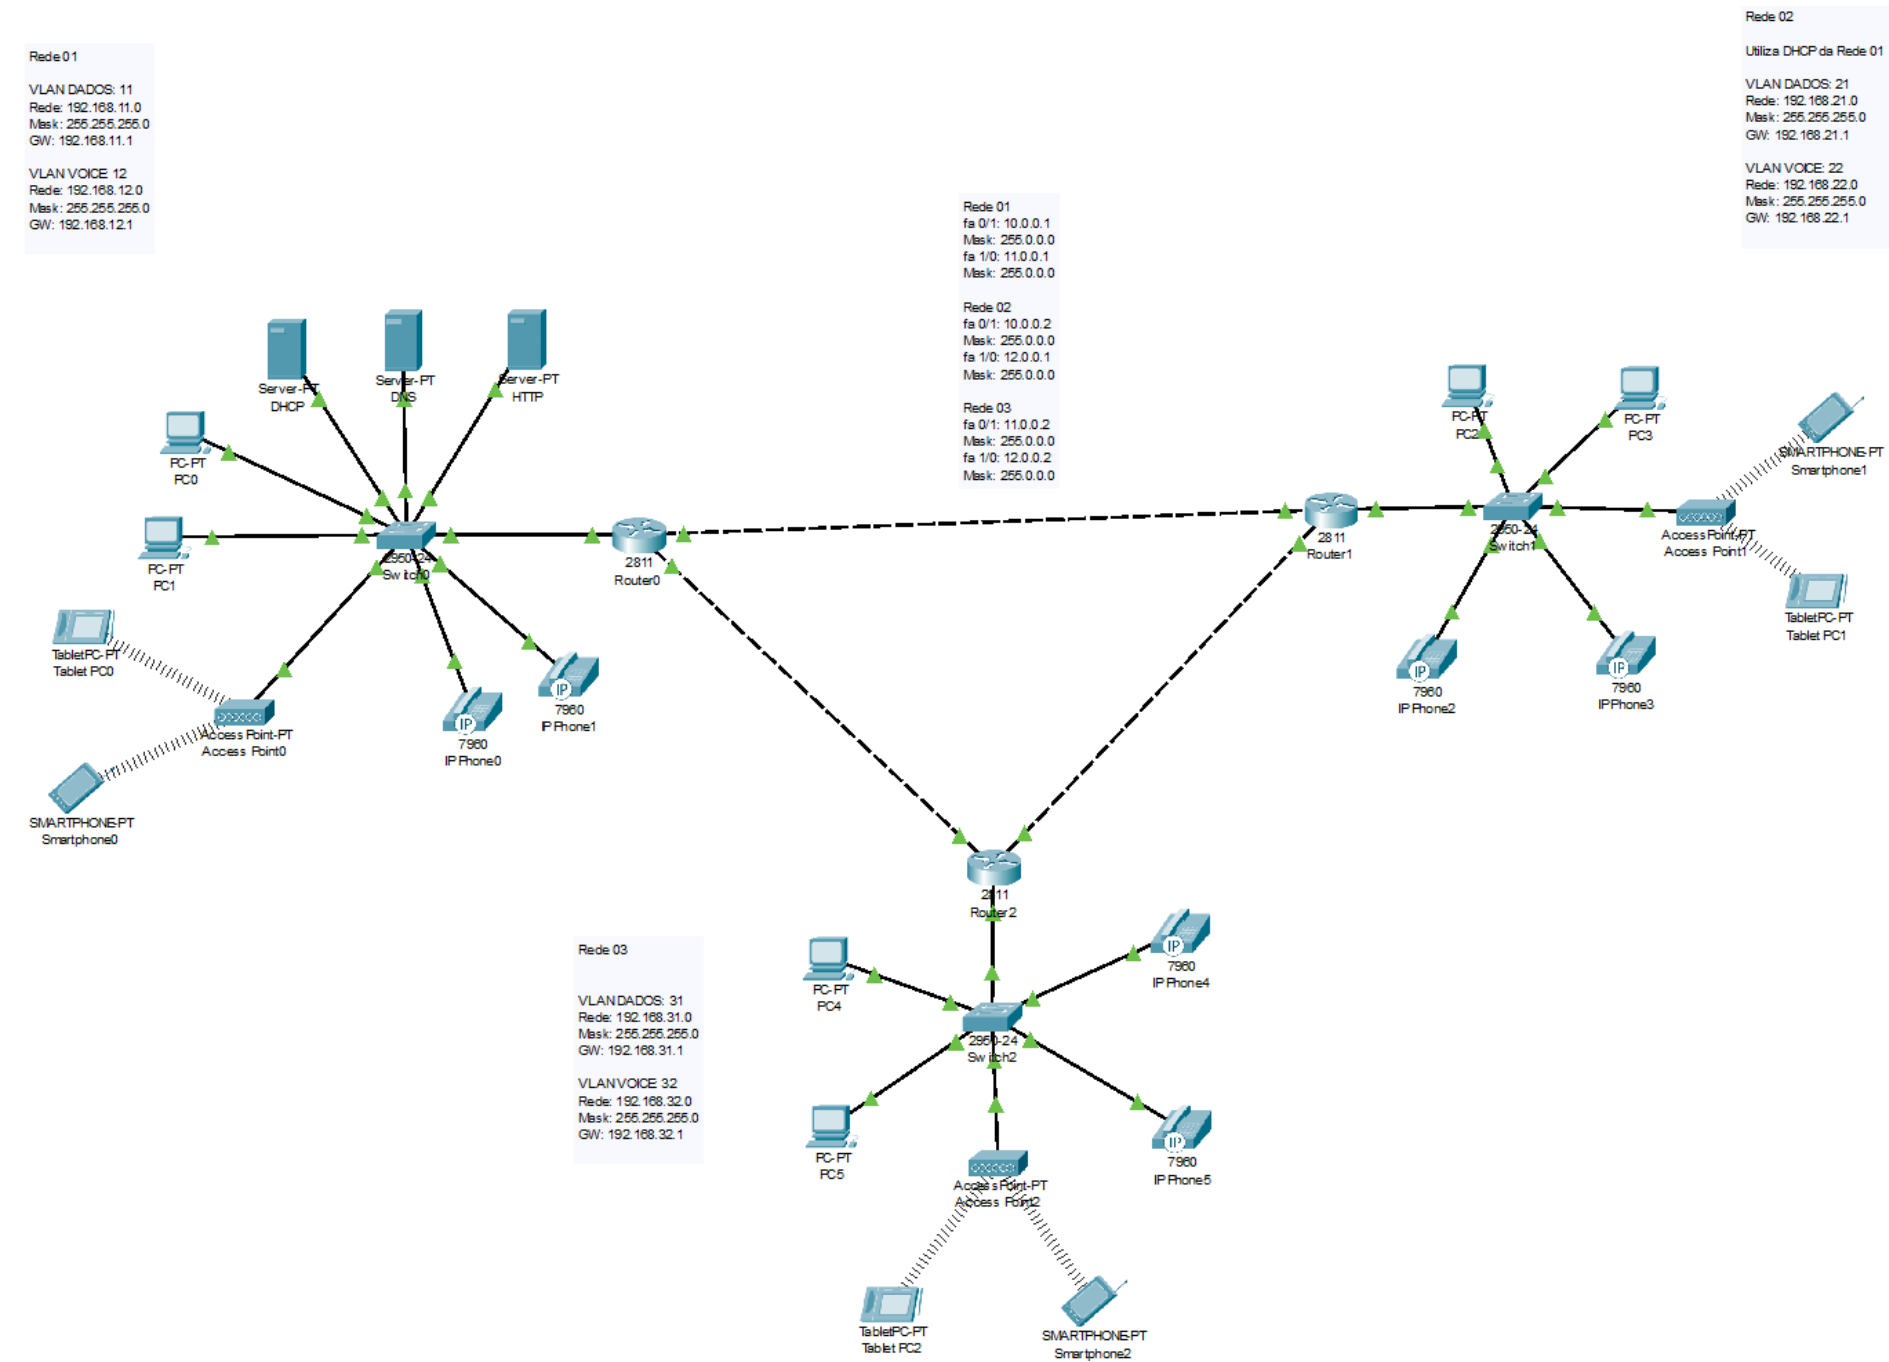 Rede 01
VLAN DADOS: 11
Rede: 192.168.11.0
Mask: 255.255.255.0
GW: 192.168.11.1
VLAN VOICE 12
Rede: 192.168.12.0
Mask: 255.255.255.0
GW: 192.168.12.1
Rede 02
Utiliza DHCP da Rede 01
VLAN DADOS: 21
Rede: 192.168.21.0
Mask: 255.255.255.0
GW: 192.168.21.1
VLAN VOICE: 22
Rede: 192.168.22.0
Mask: 255.255.255.0
GW: 192.168.22.1
Rede 01
fa 0/1: 10.0.0.1
Mask: 255.0.0.0
fa 1/0: 11.0.0.1
Mask: 255.0.0.0
Rede 02
fa 0/1: 10.0.0.2
Mask: 255.0.0.0
fa 1/0: 12.0.0.1
Mask: 255.0.0.0
Rede 03
fa 0/1: 11.0.0.2
Mask: 255.0.0.0
fa 1/0: 12.0.0.2
Mask: 255.0.0.0
Server-PT
DHCP
Server-PT
DNS
Server-PT
HTTP
PC-PT
PC0
PC-PT
PC1
2950-24
Switch0
2811
Router0
TabletPC-PT
Tablet PC0
AccessPoint-PT
Access Point0
SMARTPHONE-PT
Smartphone0
IP
7960
IP Phone0
IP
7960
IP Phone1
PC-PT
PC2
PC-PT
PC3
SMARTPHONE-PT
Smartphone1
2811
Router1
2950-24
Switch1
AccessPoint-PT
Access Point1
TabletPC-PT
Tablet PC1
IP
7960
IP Phone2
IP
7960
IP Phone3
2811
Router2
Rede 03
VLAN DADOS: 31
Rede: 192.168.31.0
Mask: 255.255.255.0
GW: 192.168.31.1
VLAN VOICE 32
Rede: 192.168.32.0
Mask: 255.255.255.0
GW: 192.168.32.1
PC-PT
PC4
IP
7960
IP Phone4
2950-24
Switch2
PC-PT
PC5
IP
7960
IP Phone5
AccessPoint-PT
Access Point2
TabletPC-PT
Tablet PC2
SMARTPHONE-PT
Smartphone2